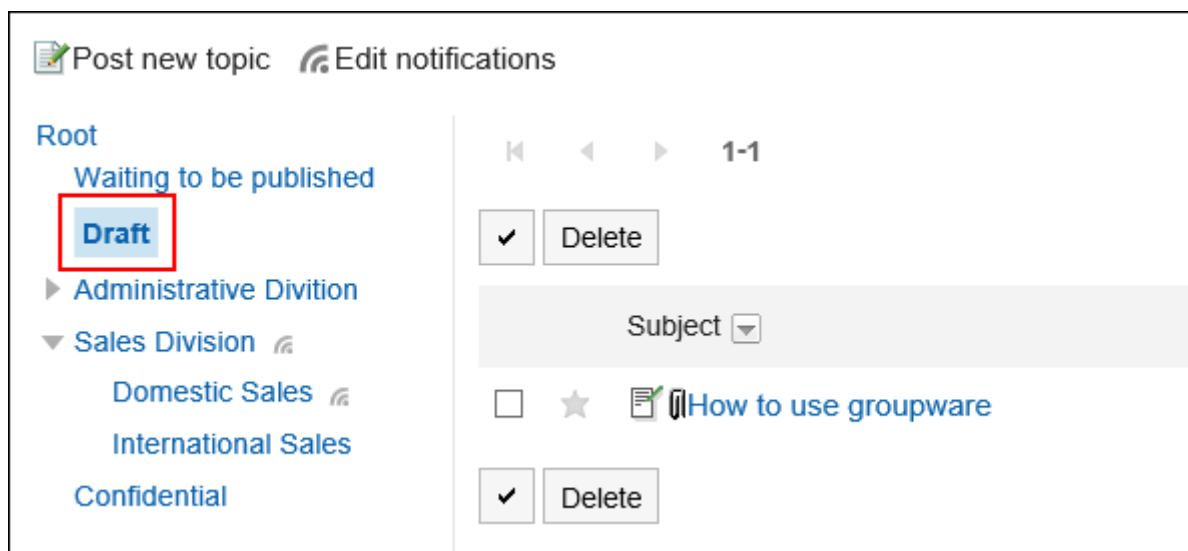 Post new topic Edit notifications
Root
Waiting to be published
Draft
Administrative Divition
Sales Division
Domestic Sales
International Sales
Confidential
1-1
Delete
Subject
How to use groupware
Delete